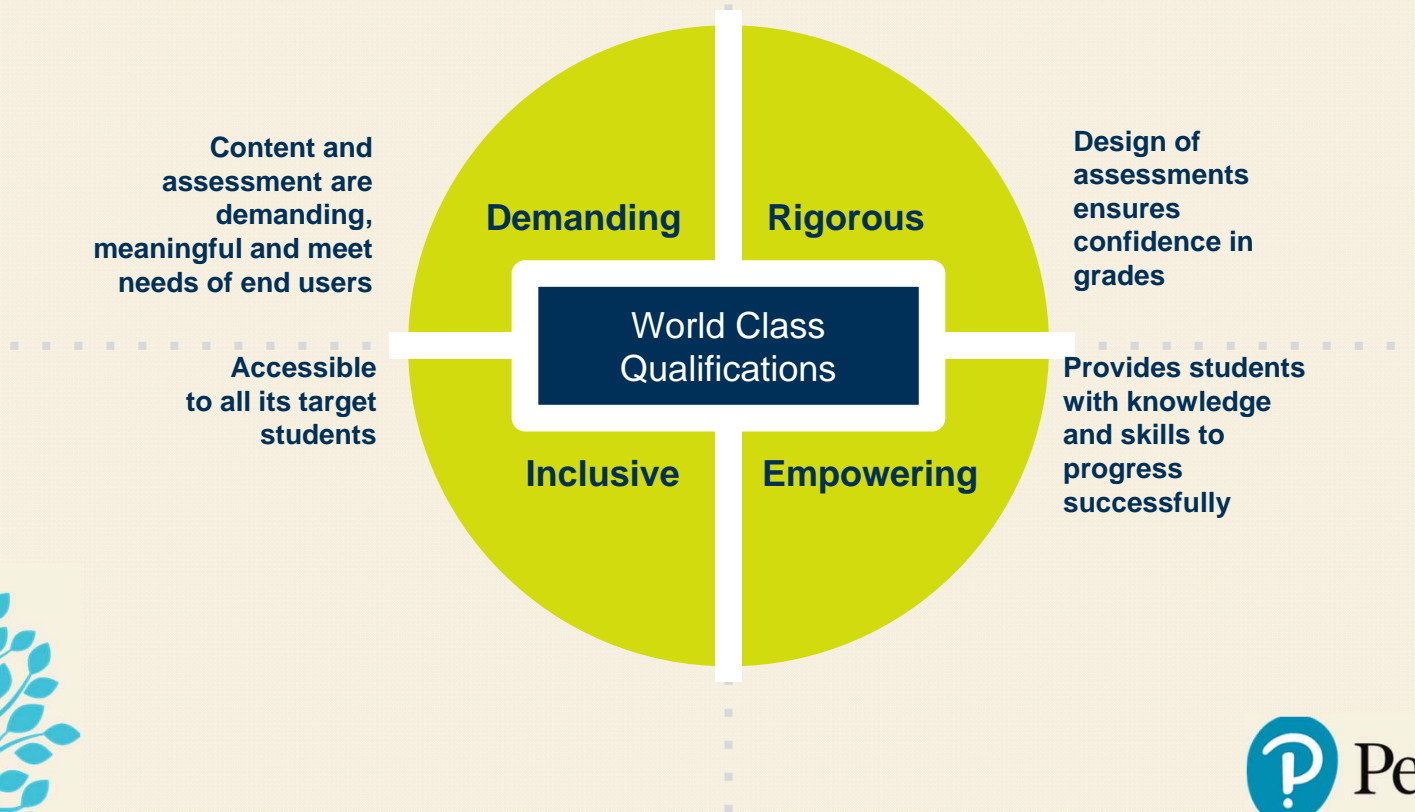 Content and
assessment are
demanding,
meaningful and meet
needs of end users
Demanding
Rigorous
Design of
assessments
ensures
confidence in
grades
World Class
Qualifications
Accessible
to all its target
students
Inclusive
Empowering
Provides students
with knowledge
and skills to
progress
successfully
P
Pe